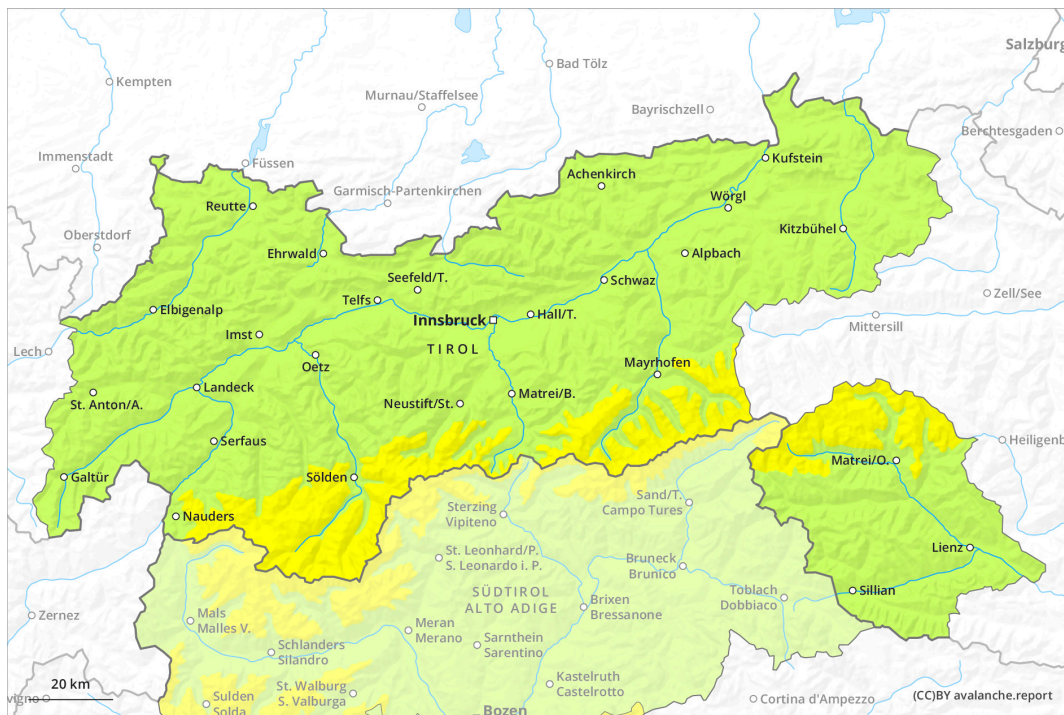 Salzburg
Kempten
Bad Tölz
Murnau/Staffelsee
Bayrischzell
Berchtesgaden
Immenstadt
Füssen
Kufstein
Achenkirch
Garmisch-Partenkirchen
Reutte
Wörgl
Oberstdorf
Kitzbühel
Ehrwald
Alpbach
Seefeld/T.
Schwaz
Telfs
Zell/See
Elbigenalp
Hall/T.
Innsbruck
Mittersill
Imst
TIROL
Lech
Oetz
Mayrhofen
Landeck
St. Anton/A.
Matrei/B.
Neustift/St.
Serfaus
Heiligenb
Matrei/O.
Galtür
Sölden
Sand/T.
Campo Tures
Nauders
Sterzing
Vipiteno
Lienz
St. Leonhard/P.
S. Leonardo i. P.
Bruneck
Brunico
SÜDTIROL
ALTO ADIGE
Sillian
Toblach
Dobbiaco
Brixen
Bressanone
Zernez
Mals
Malles V.
Meran
Merano
Schlanders
Silandro
Sarnthein
Sarentino
20 km
St. Walburg
S. Valburga
Kastelruth
Castelrotto
vigno
Sulden
Solda
Cortina d'Ampezzo
(CC)BY avalanche.report
Bozen